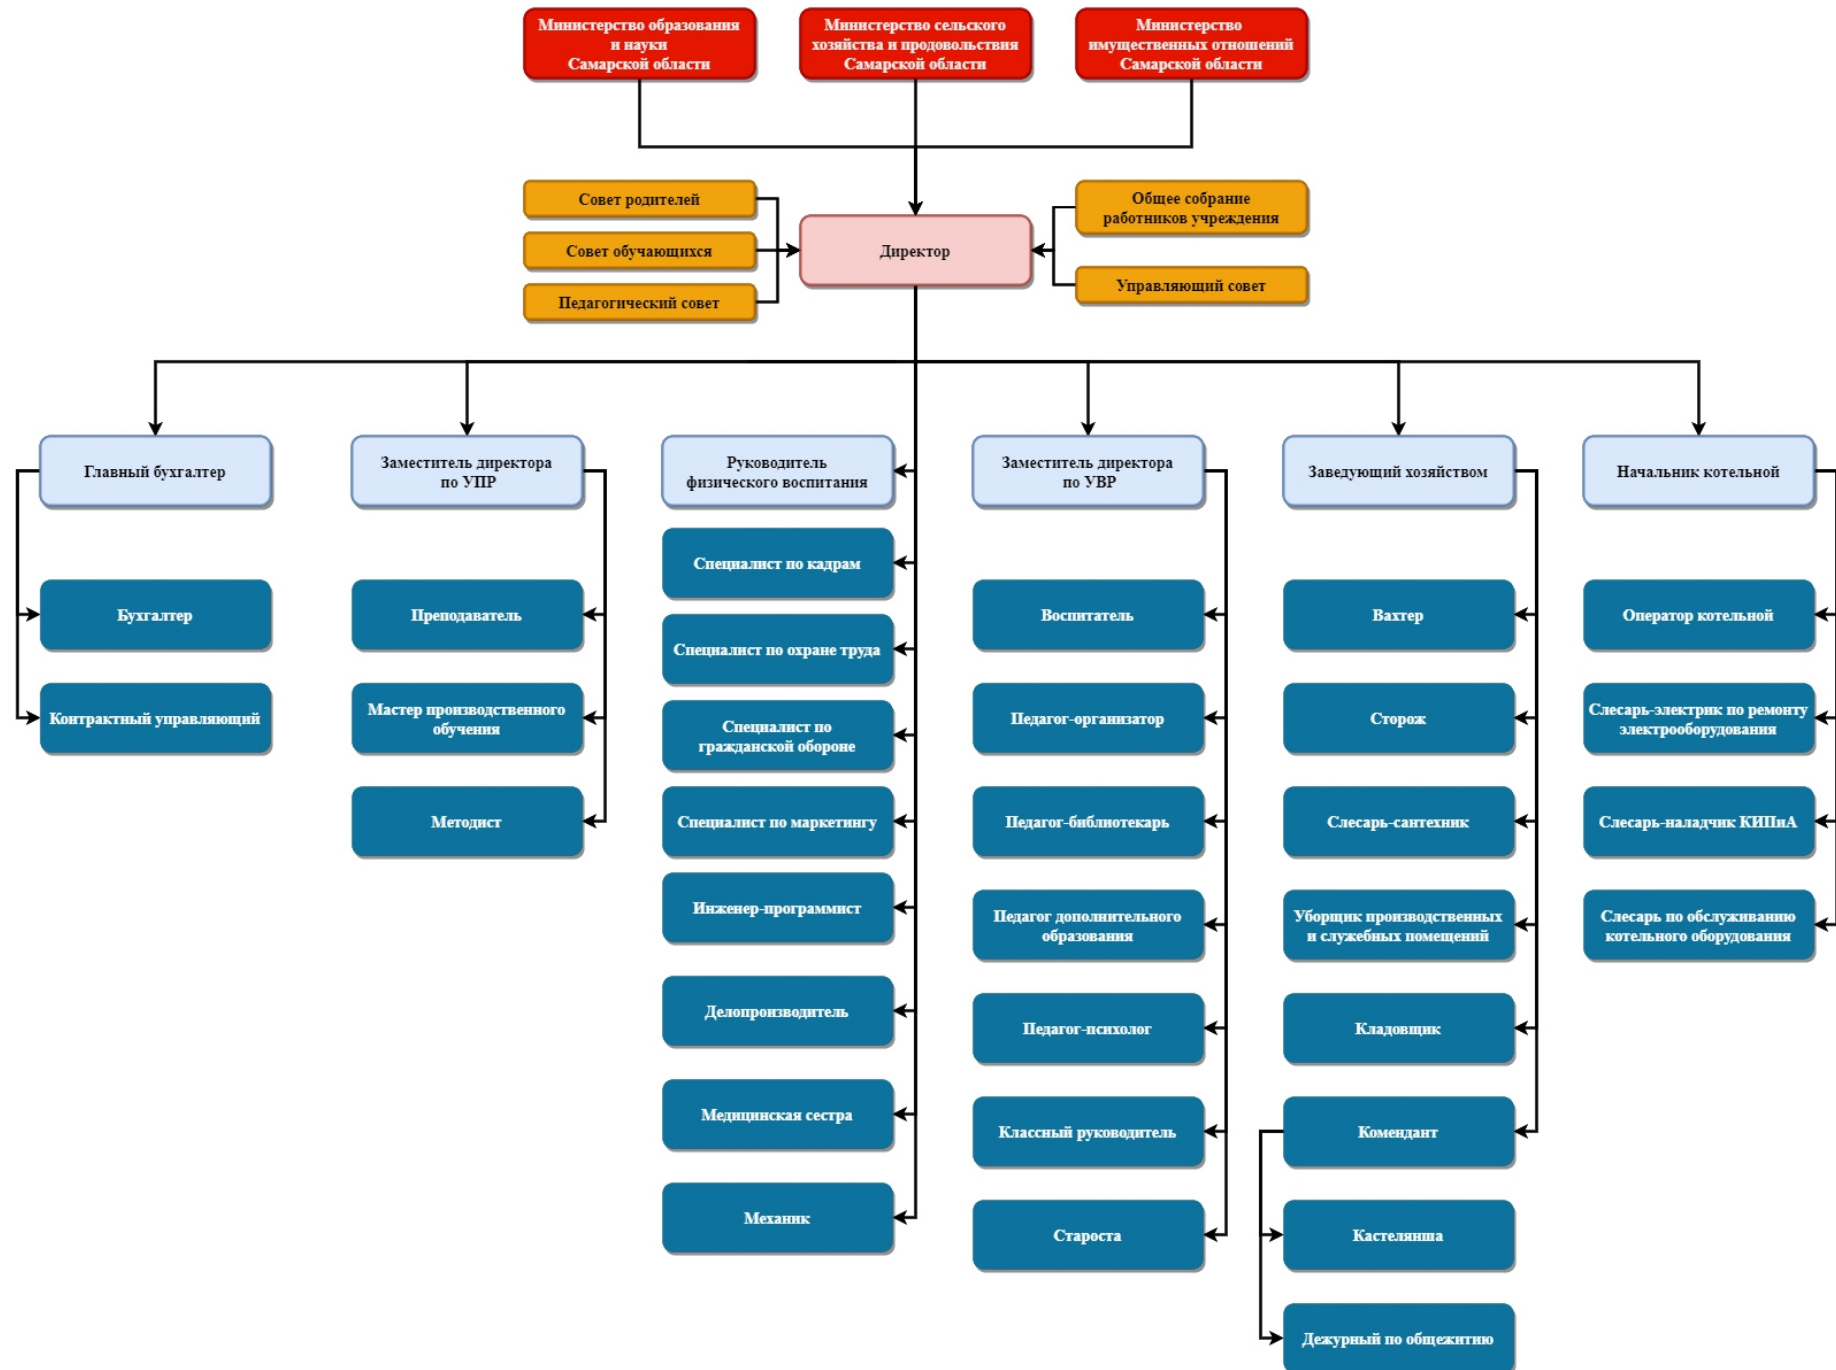 Министерство образования
и науки
Самарской области
Министерство сельского
хозяйства и продовольствия
Самарской области
Министерство
имущественных отношений
Самарской области
Совет родителей
Совет обучающихся
Педагогический совет
Директор
Общее собрание
работников учреждения
Управляющий совет
Главный бухгалтер
Бухгалтер
Контрактный управляющий
Заместитель директора
по УПР
Преподаватель
Мастер производственного
обучения
Методист
Руководитель
физического воспитания
Специалист по кадрам
Специалист по охране труда
Специалист по
гражданской обороне
Специалист по маркетингу
Инженер-программист
Делопроизводитель
Медицинская сестра
Механик
Заместитель директора
по УВР
Воспитатель
Педагог-организатор
Педагог-библиотекарь
Педагог дополнительного
образования
Педагог-психолог
Классный руководитель
Староста
Заведующий хозяйством
Вахтер
Сторож
Слесарь-сантехник
Уборщик производственных
и служебных помещений
Кладовщик
Комендант
Кастелянша
Дежурный по общежитию
Начальник котельной
Оператор котельной
Слесарь-электрик по ремонту
электрооборудования
Слесарь-наладчик КИПиА
Слесарь по обслуживанию
котельного оборудования